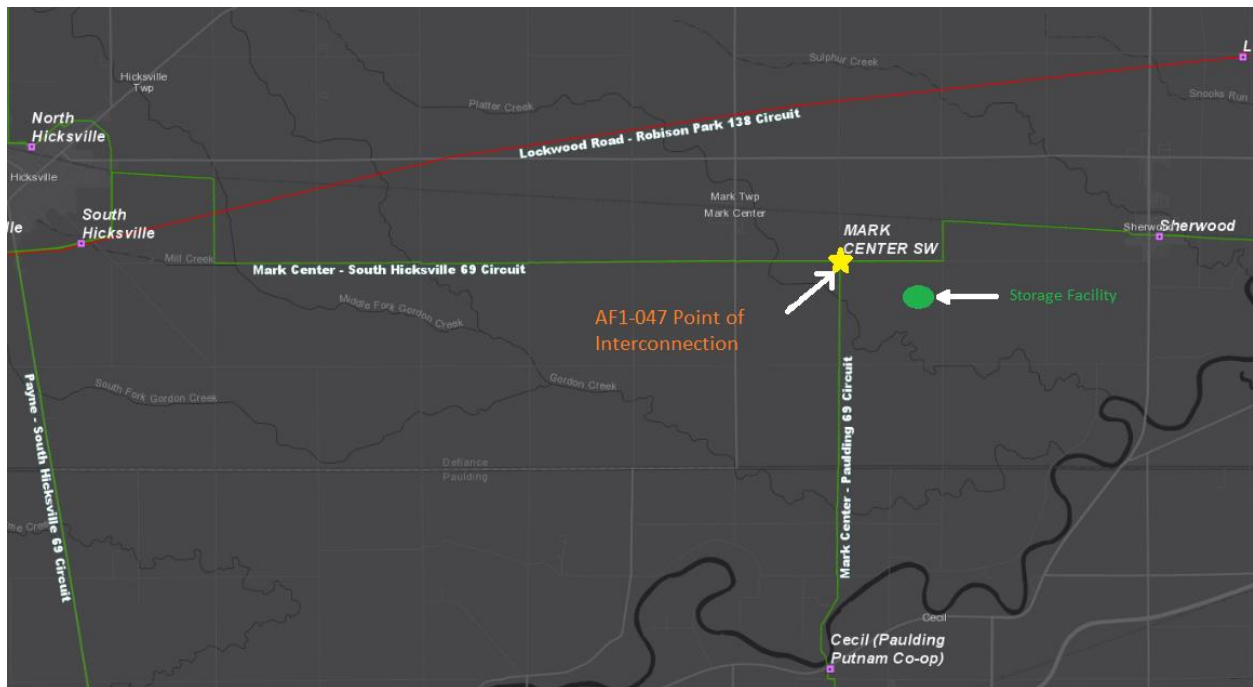 L
Sulphur Creek
Hicksville
Twp
Snooks Run
Platter Creek
North
Hicksville
Lockwood Road - Robison Park 138 Circuit
Hicksville
Mark Twp
Mark Center
South
Hicksville
lle
MARK
CENTER SW
Sherwood
Sherwood
Mill Creek
Mark Center - South Hicksville 69 Circuit
Storage Facility
Middle Fork Gordon Creek
AF1-047 Point of
Interconnection
South Fork Gordon Creek
Gordon Creek
Payne - South Hicksville 69 Circuit
Mark Center - Paulding 69 Circuit
Defiance
Paulding
me Creek
Cecil
Cecil (Paulding
Putnam Co-op)